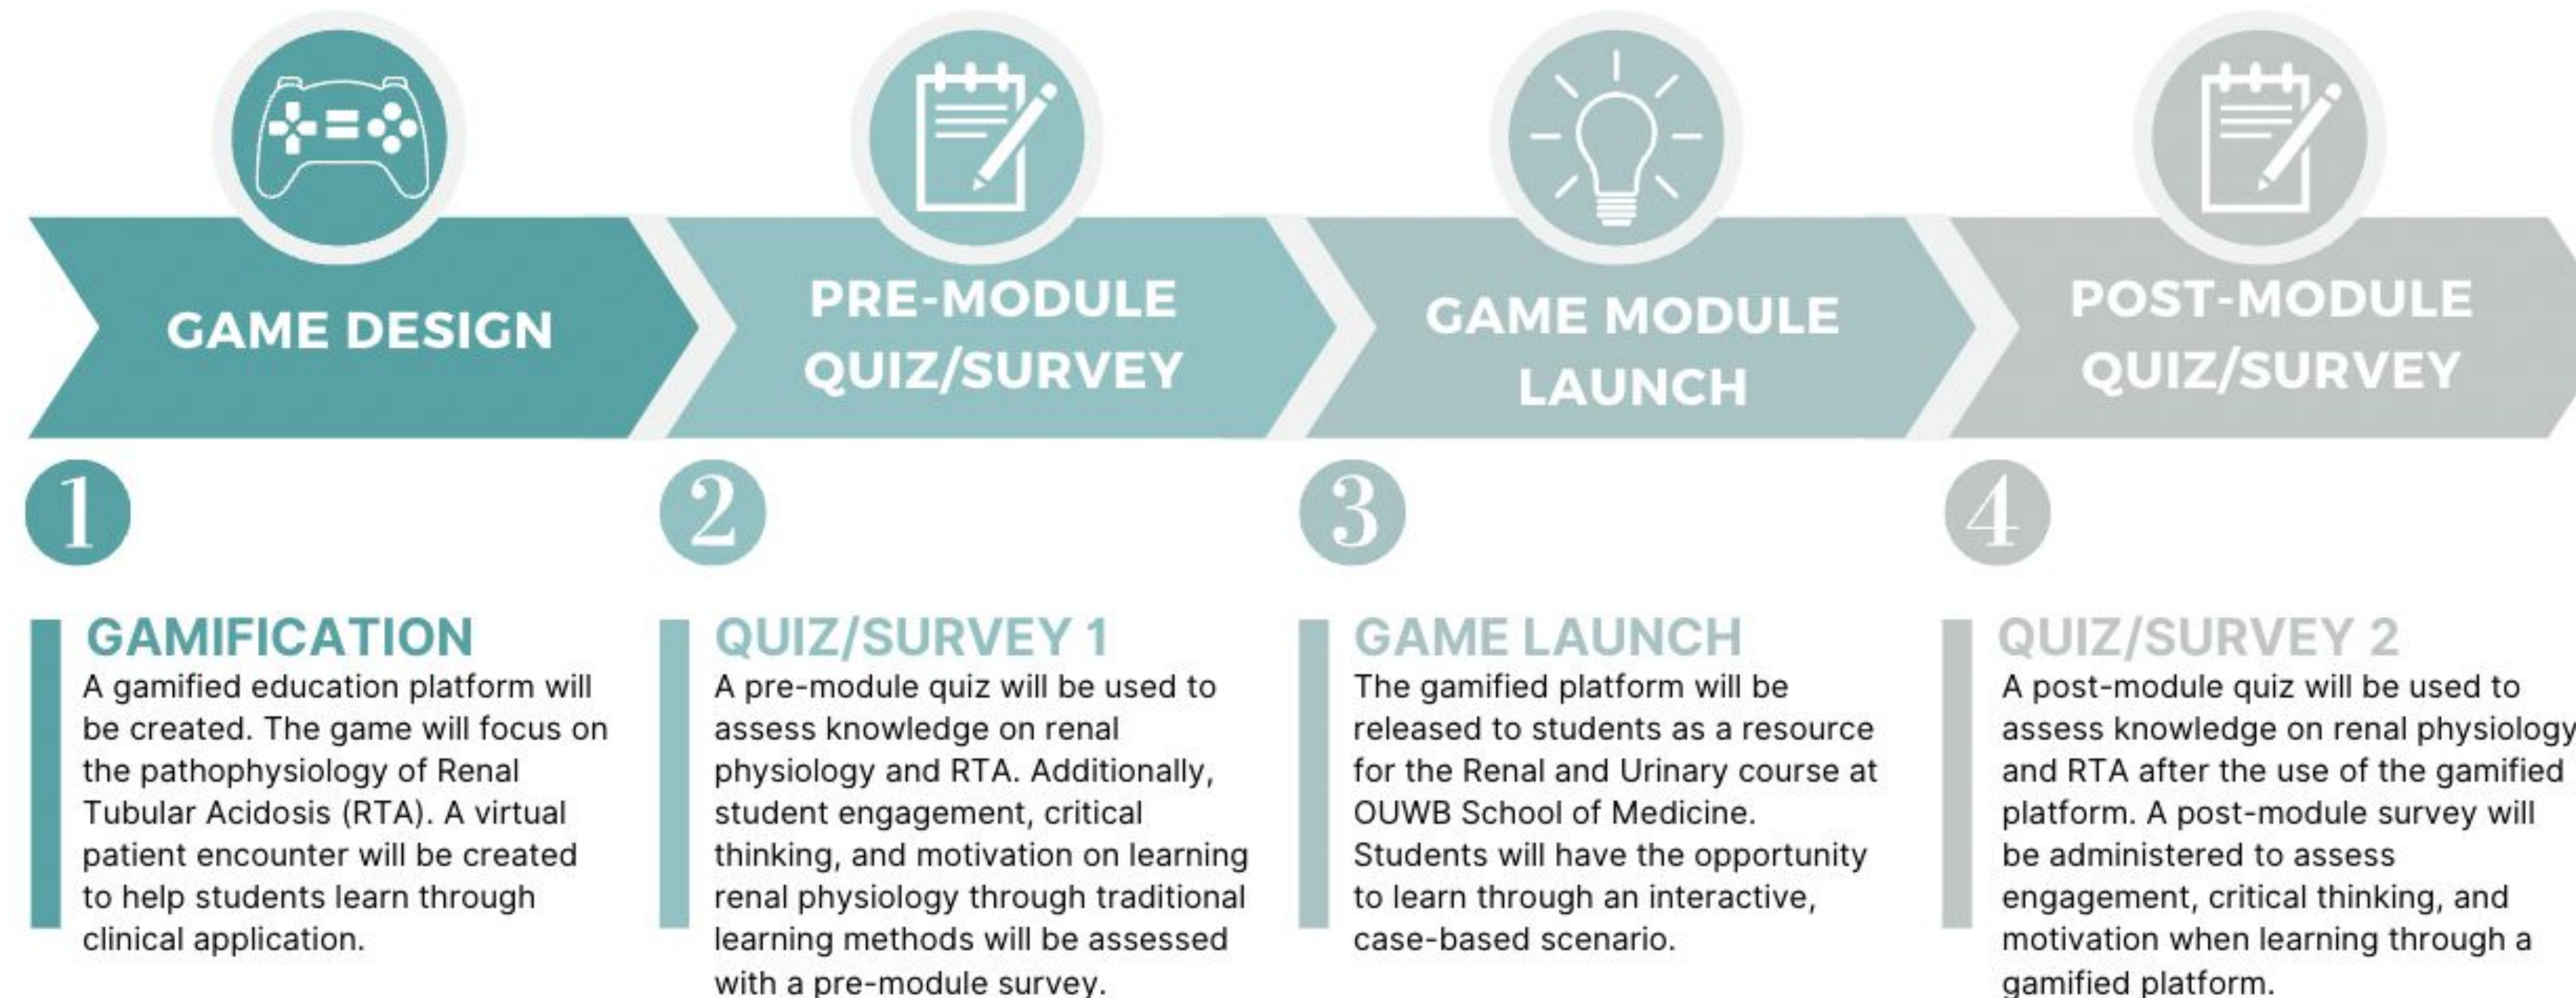 GAME DESIGN
PRE-MODULE
QUIZ/SURVEY
GAME MODULE
LAUNCH
POST-MODULE
QUIZ/SURVEY
1
2
3
4
GAMIFICATION
A gamified education platform will
be created. The game will focus on
the pathophysiology of Renal
Tubular Acidosis (RTA). A virtual
patient encounter will be created
to help students learn through
clinical application.
QUIZ/SURVEY 1
A pre-module quiz will be used to
assess knowledge on renal
physiology and RTA. Additionally,
student engagement, critical
thinking, and motivation on learning
renal physiology through traditional
learning methods will be assessed
with a pre-module survey.
GAME LAUNCH
The gamified platform will be
released to students as a resource
for the Renal and Urinary course at
OUWB School of Medicine.
Students will have the opportunity
to learn through an interactive,
case-based scenario.
QUIZ/SURVEY 2
A post-module quiz will be used to
assess knowledge on renal physiology
and RTA after the use of the gamified
platform. A post-module survey will
be administered to assess
engagement, critical thinking, and
motivation when learning through a
gamified platform.